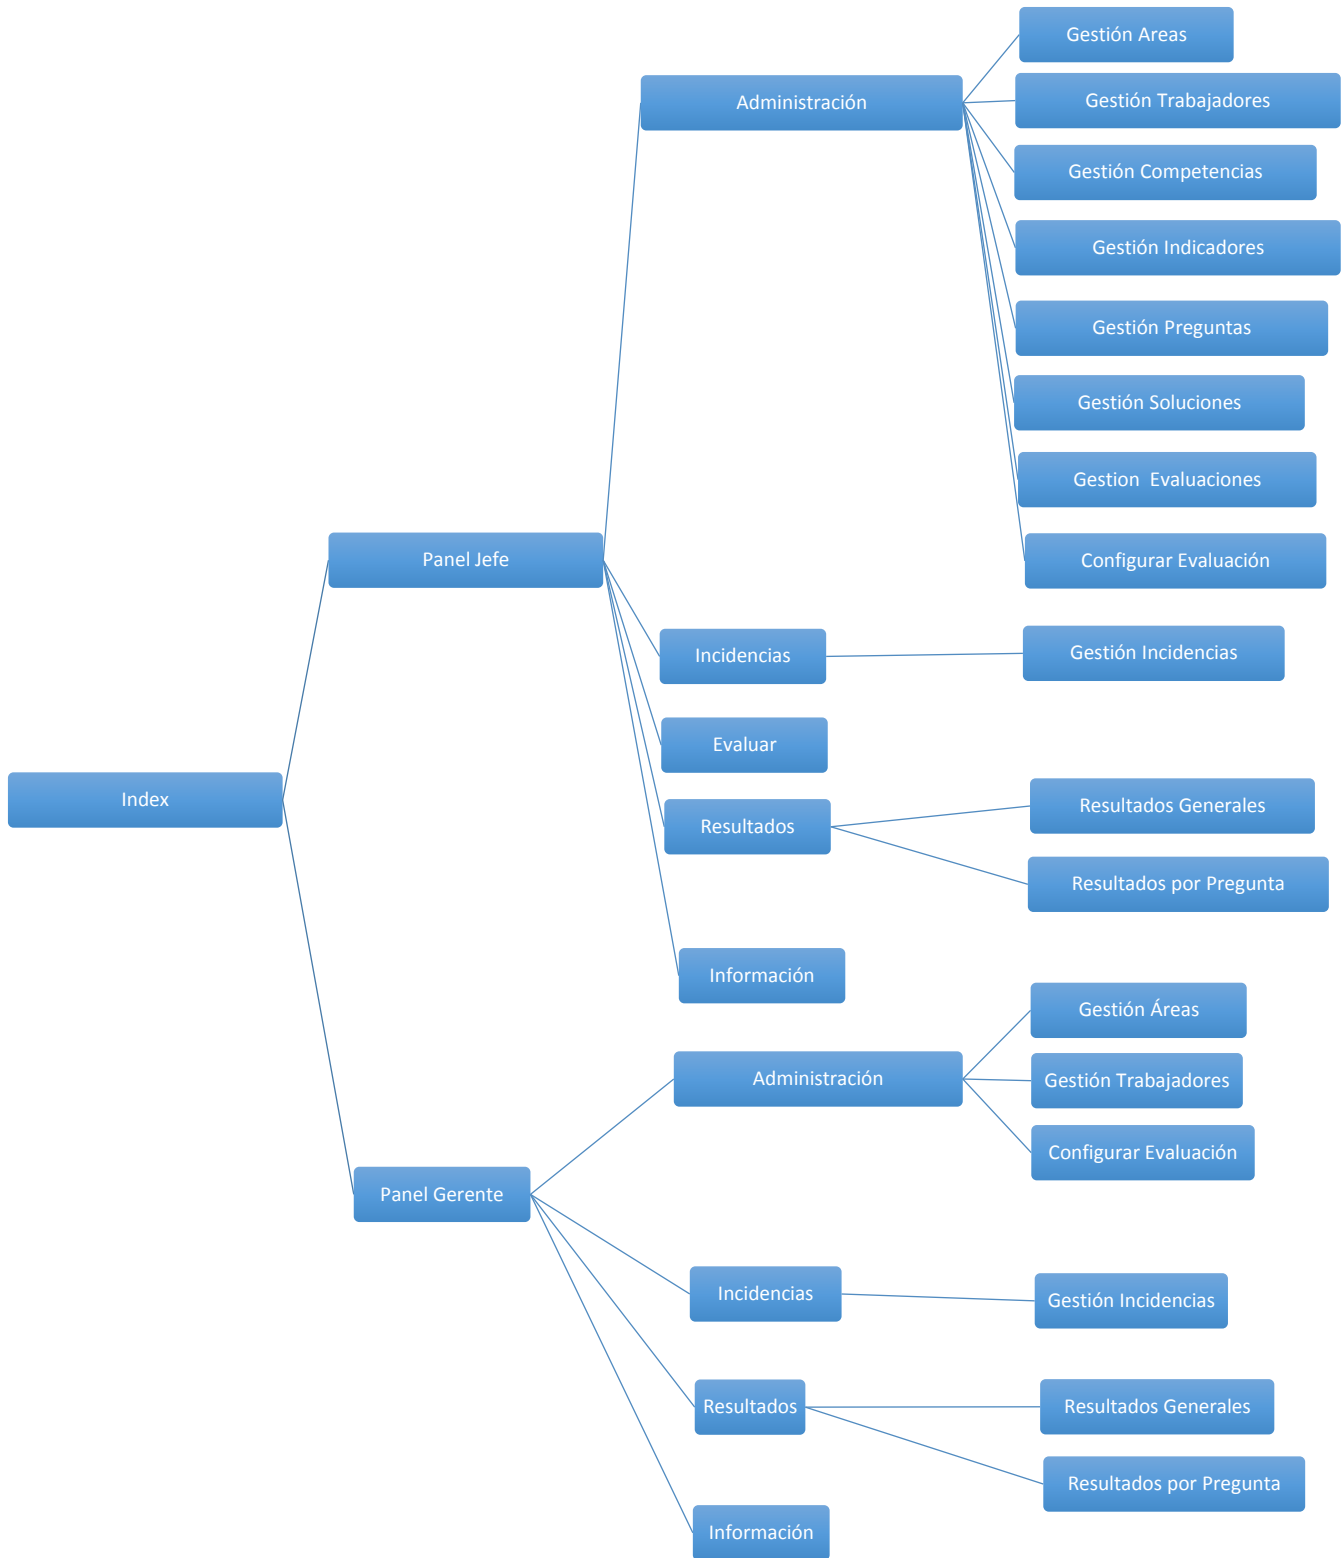 Index
Panel Jefe
Administración
Gestión Areas
Gestión Trabajadores
Gestión Competencias
Gestión Indicadores
Gestión Preguntas
Gestión Soluciones
Gestion  Evaluaciones
Configurar Evaluación
Incidencias
Gestión Incidencias
Evaluar
Resultados
Resultados Generales
Resultados por Pregunta
Información
Panel Gerente
Administración
Gestión Áreas
Gestión Trabajadores
Configurar Evaluación
Incidencias
Gestión Incidencias
Resultados
Resultados Generales
Resultados por Pregunta
Información